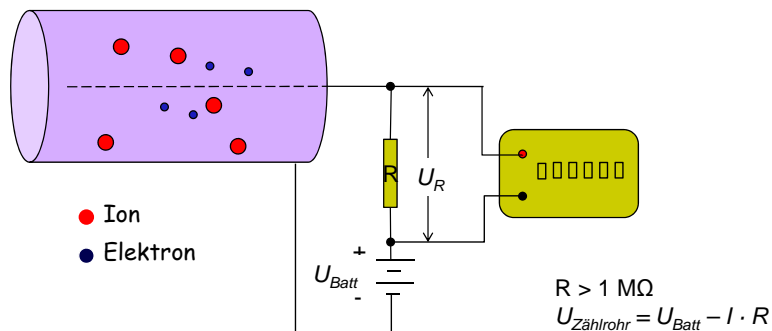 R
U_R
Ion
Elektron
+
U_Batt
-
R > 1 MΩ
U_Zählrohr = U_Batt – I · R